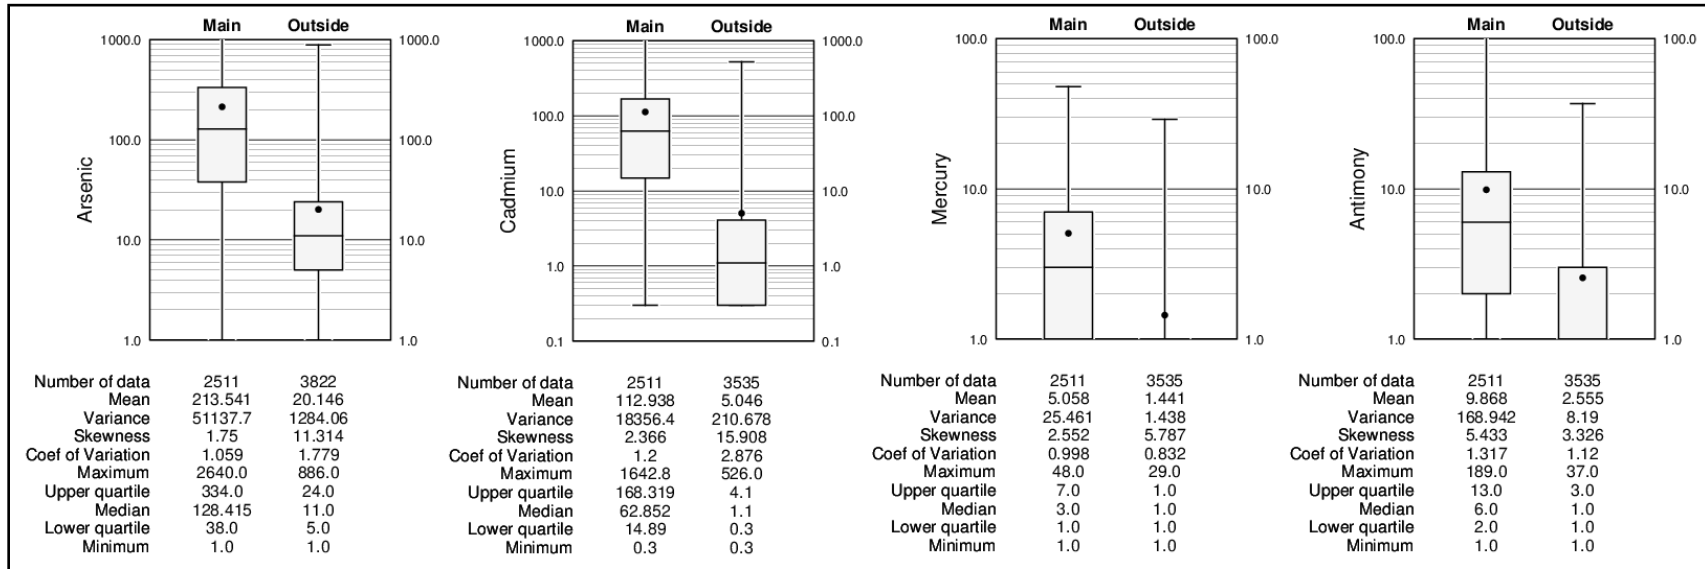 Main Outside
1000.0 1000.0
100.0 100.0
10.0 10.0
1.0 1.0
Arsenic
Number of data 2511 3822
Mean 213.541 20.146
Variance 51137.7 1284.06
Skewness 1.75 11.314
Coef of Variation 1.059 1.779
Maximum 2640.0 886.0
Upper quartile 334.0 24.0
Median 128.415 11.0
Lower quartile 38.0 5.0
Minimum 1.0 1.0
Main Outside
1000.0 1000.0
100.0 100.0
10.0 10.0
1.0 1.0
0.1 0.1
Cadmium
Number of data 2511 3535
Mean 112.938 5.046
Variance 18356.4 210.678
Skewness 2.366 15.908
Coef of Variation 1.2 2.876
Maximum 1642.8 526.0
Upper quartile 168.319 4.1
Median 62.852 1.1
Lower quartile 14.89 0.3
Minimum 0.3 0.3
Main Outside
100.0 100.0
10.0 10.0
1.0 1.0
Mercury
Number of data 2511 3535
Mean 5.058 1.441
Variance 25.461 1.438
Skewness 2.552 5.787
Coef of Variation 0.998 0.832
Maximum 48.0 29.0
Upper quartile 7.0 1.0
Median 3.0 1.0
Lower quartile 1.0 1.0
Minimum 1.0 1.0
Main Outside
100.0 100.0
10.0 10.0
1.0 1.0
Antimony
Number of data 2511 3535
Mean 9.868 2.555
Variance 168.942 8.19
Skewness 5.433 3.326
Coef of Variation 1.317 1.12
Maximum 189.0 37.0
Upper quartile 13.0 3.0
Median 6.0 1.0
Lower quartile 2.0 1.0
Minimum 1.0 1.0